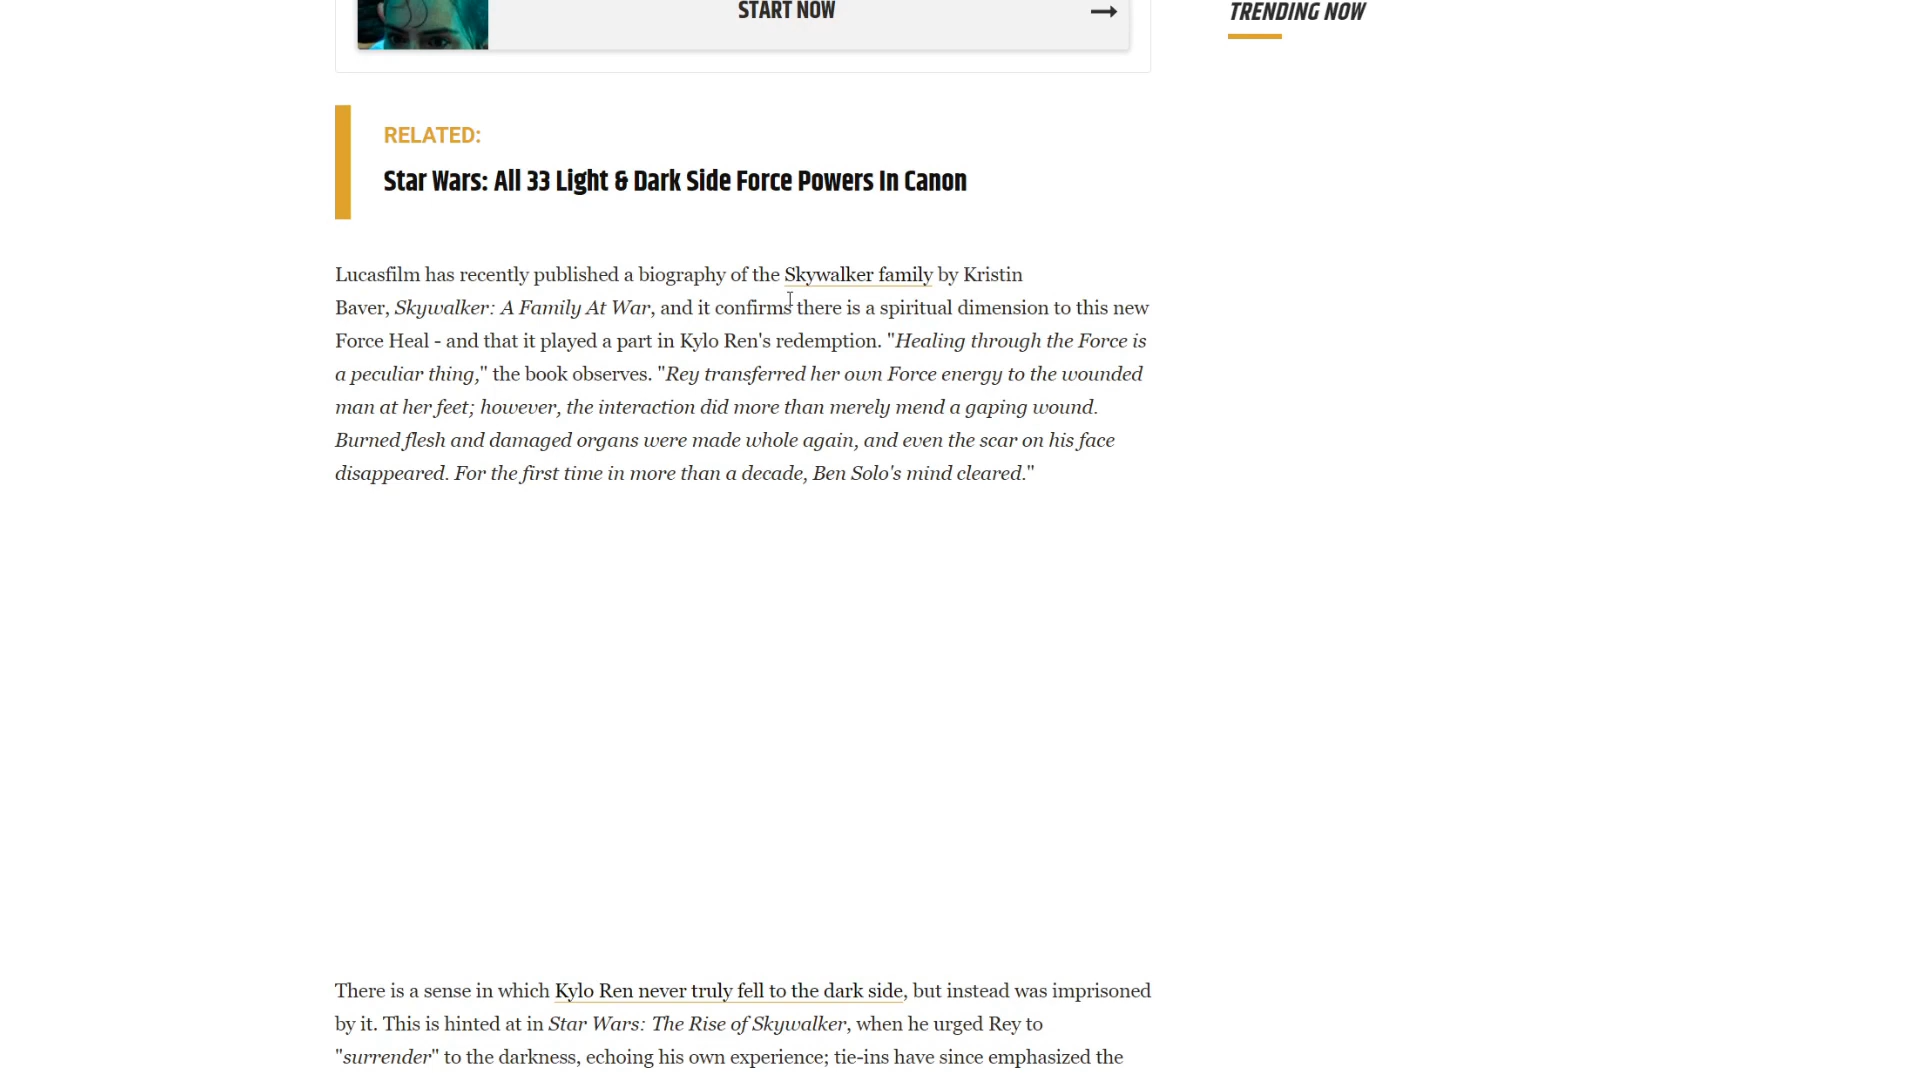 START NOW
TRENDING NOW
RELATED:
Star Wars: All 33 Light & Dark Side Force Powers In Canon
Lucasfilm has recently published a biography of the Skywalker family by Kristin
Baver, Skywalker: A Family At War, and it confirms there is a spiritual dimension to this new
Force Heal - and that it played a part in Kylo Ren's redemption. "Healing through the Force is
a peculiar thing," the book observes. "Rey transferred her own Force energy to the wounded
man at her feet; however, the interaction did more than merely mend a gaping wound.
Burned flesh and damaged organs were made whole again, and even the scar on his face
disappeared. For the first time in more than a decade, Ben Solo's mind cleared."
There is a sense in which Kylo Ren never truly fell to the dark side, but instead was imprisoned
by it. This is hinted at in Star Wars: The Rise of Skywalker, when he urged Rey to
"surrender" to the darkness, echoing his own experience; tie-ins have since emphasized the